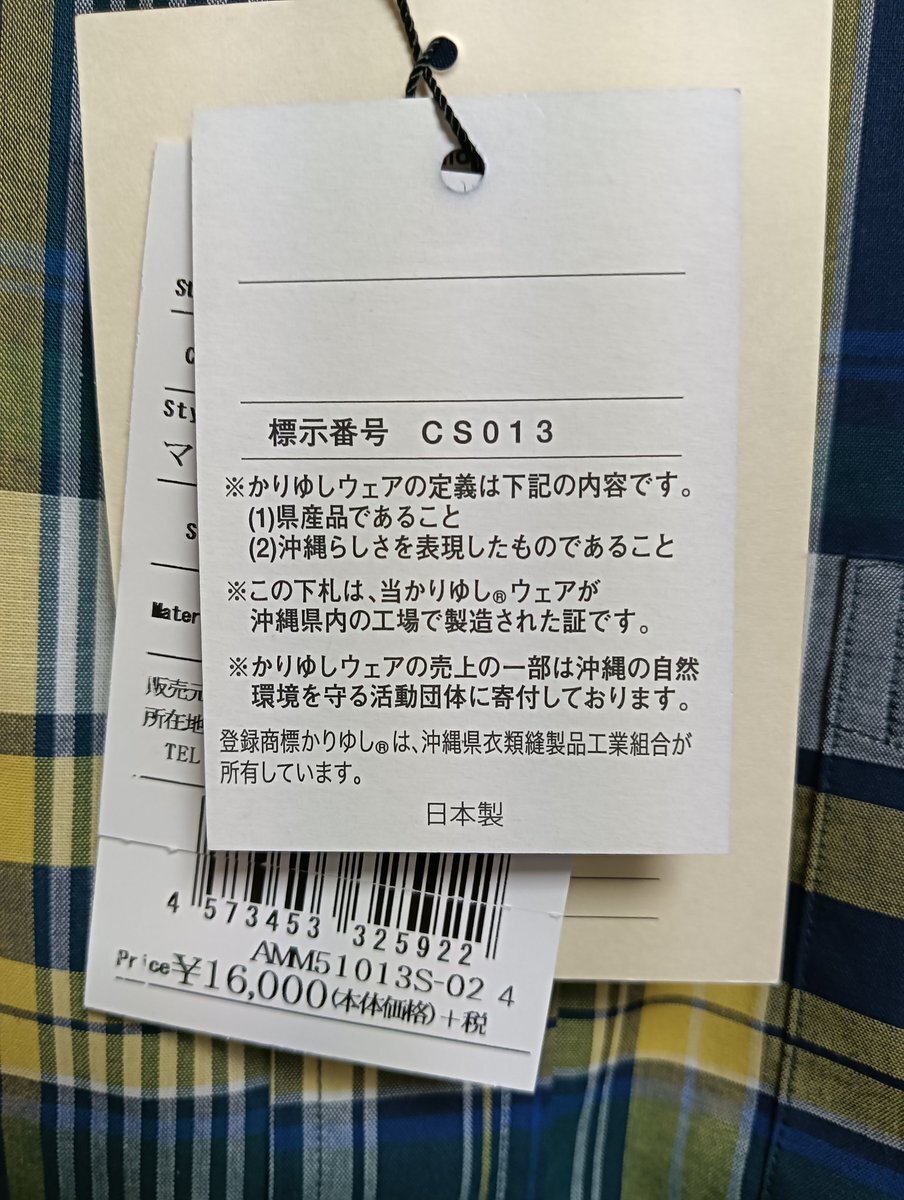 標示番号 CS013
※かりゆしウェアの定義は下記の内容です。
(1)県産品であること
(2)沖縄らしさを表現したものであること
※この下札は、当かりゆし®ウェアが
沖縄県内の工場で製造された証です。
※かりゆしウェアの売上の一部は沖縄の自然
環境を守る活動団体に寄付しております。
登録商標かりゆし®は、沖縄県衣類縫製品工業組合が
所有しています。
日本製
マ
Mater
販売元
所在地
TEL
4 573453 325922
AMM51013S-02 4
Price ¥16,000(本体価格)+税